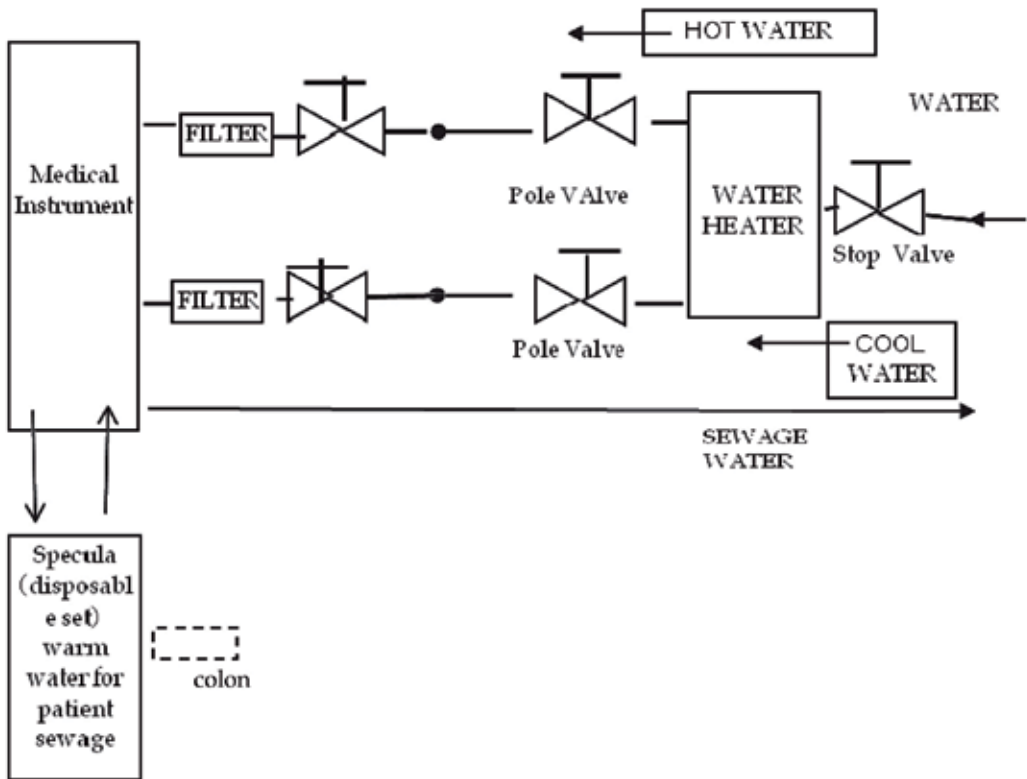 HOT WATER
WATER
FILTER
Medical
Instrument
Pole VAlve
WATER
HEATER
Stop Valve
FILTER
Pole Valve
COOL
WATER
SEWAGE
WATER
Specula
(disposabl
e set)
warm
water for
patient
sewage
colon